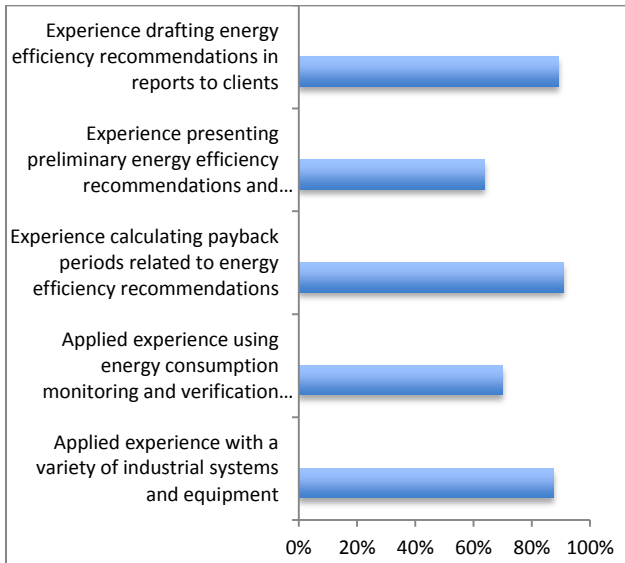 Experience drafting energy
efficiency recommendations in
reports to clients
Experience presenting
preliminary energy efficiency
recommendations and...
Experience calculating payback
periods related to energy
efficiency recommendations
Applied experience using
energy consumption
monitoring and verification...
Applied experience with a
variety of industrial systems
and equipment
0% 20% 40% 60% 80% 100%